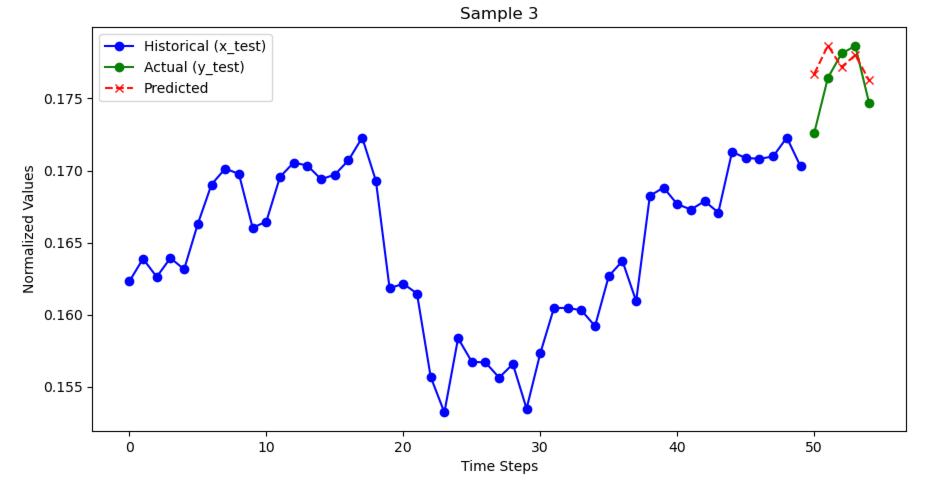 Sample 3
Historical (x_test)
Actual (y_test)
Predicted
Normalized Values
0.175
0.170
0.165
0.160
0.155
0 10 20 30 40 50
Time Steps